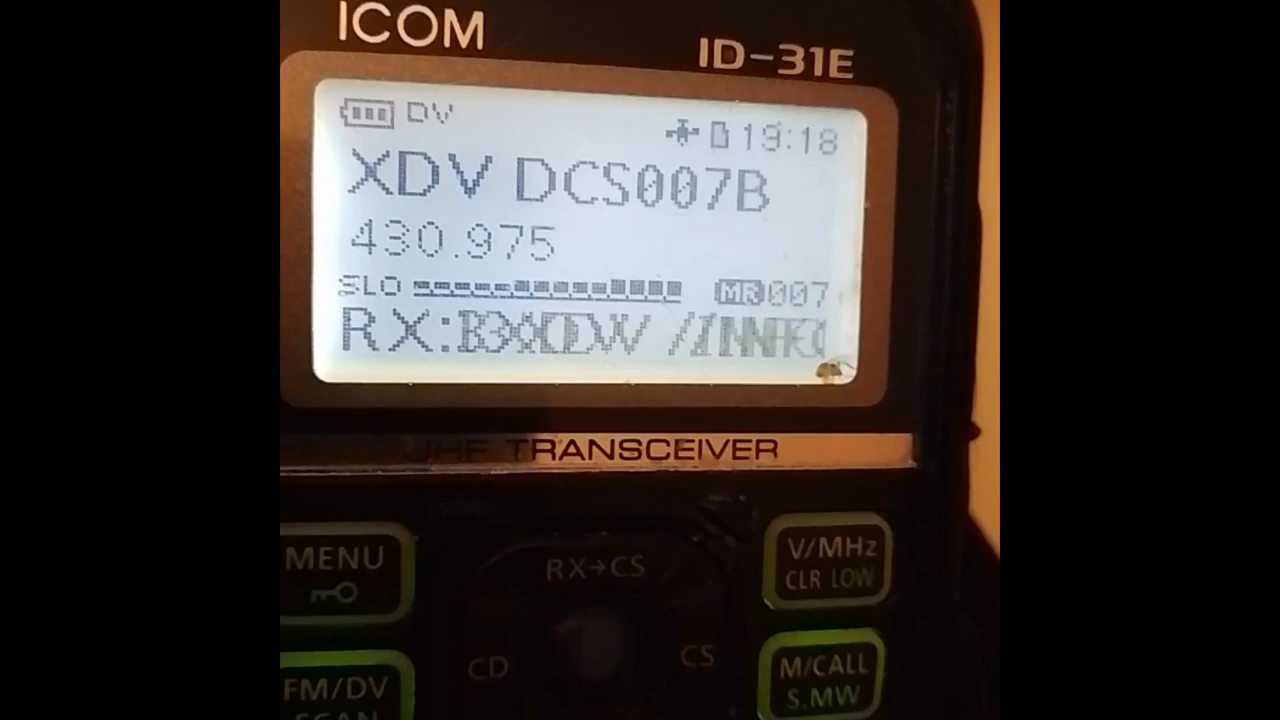 ICOM
ID-31E
DV 19:18
XDV DCS007B
430.975
SLO MR 007
RX:
UHF TRANSCEIVER
MENU
RX→CS
V/MHz
CLR LOW
CD
CS
FM/DV
SCAN
M/CALL
S.MW